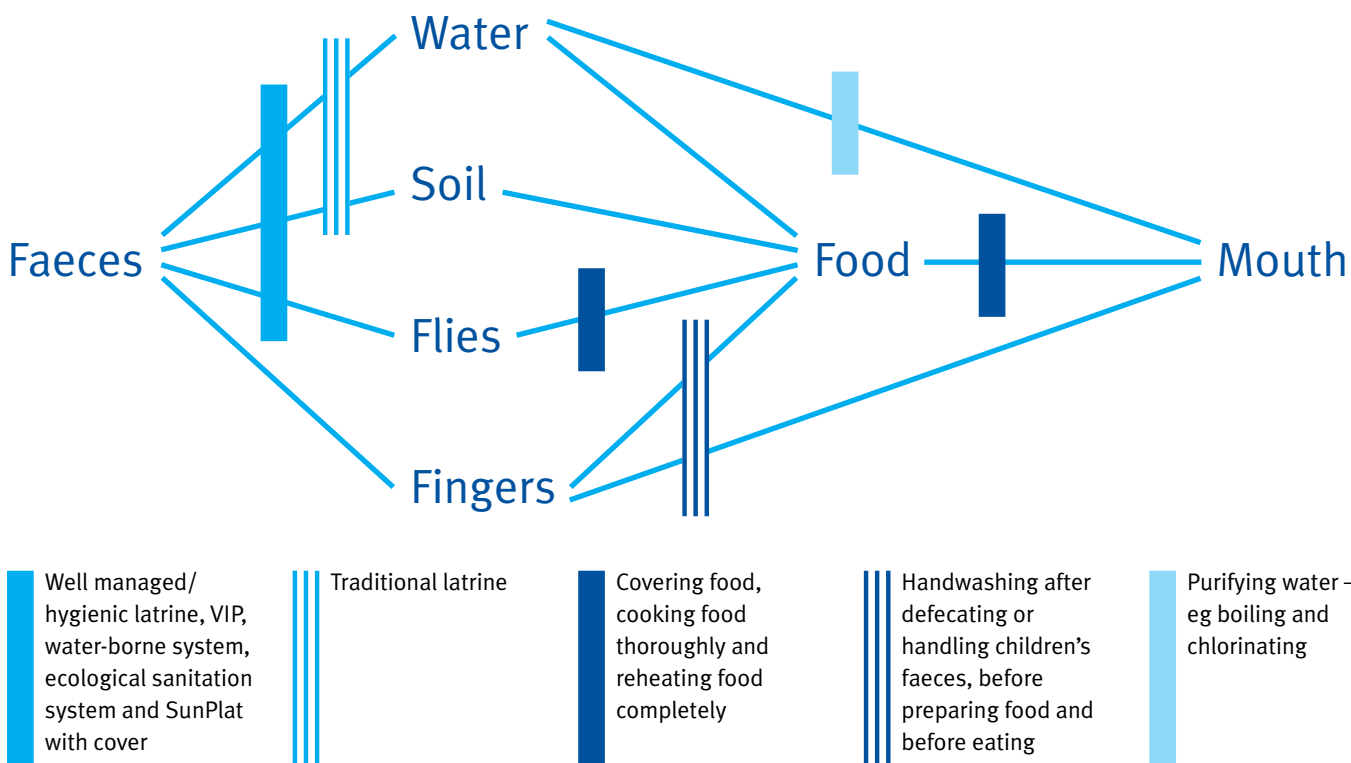 Water
Soil
Faeces
Food
Mouth
Flies
Fingers
Well managed/
hygienic latrine, VIP,
water-borne system,
ecological sanitation
system and SunPlat
with cover
Traditional latrine
Covering food,
cooking food
thoroughly and
reheating food
completely
Handwashing after
defecating or
handling children’s
faeces, before
preparing food and
before eating
Purifying water –
eg boiling and
chlorinating